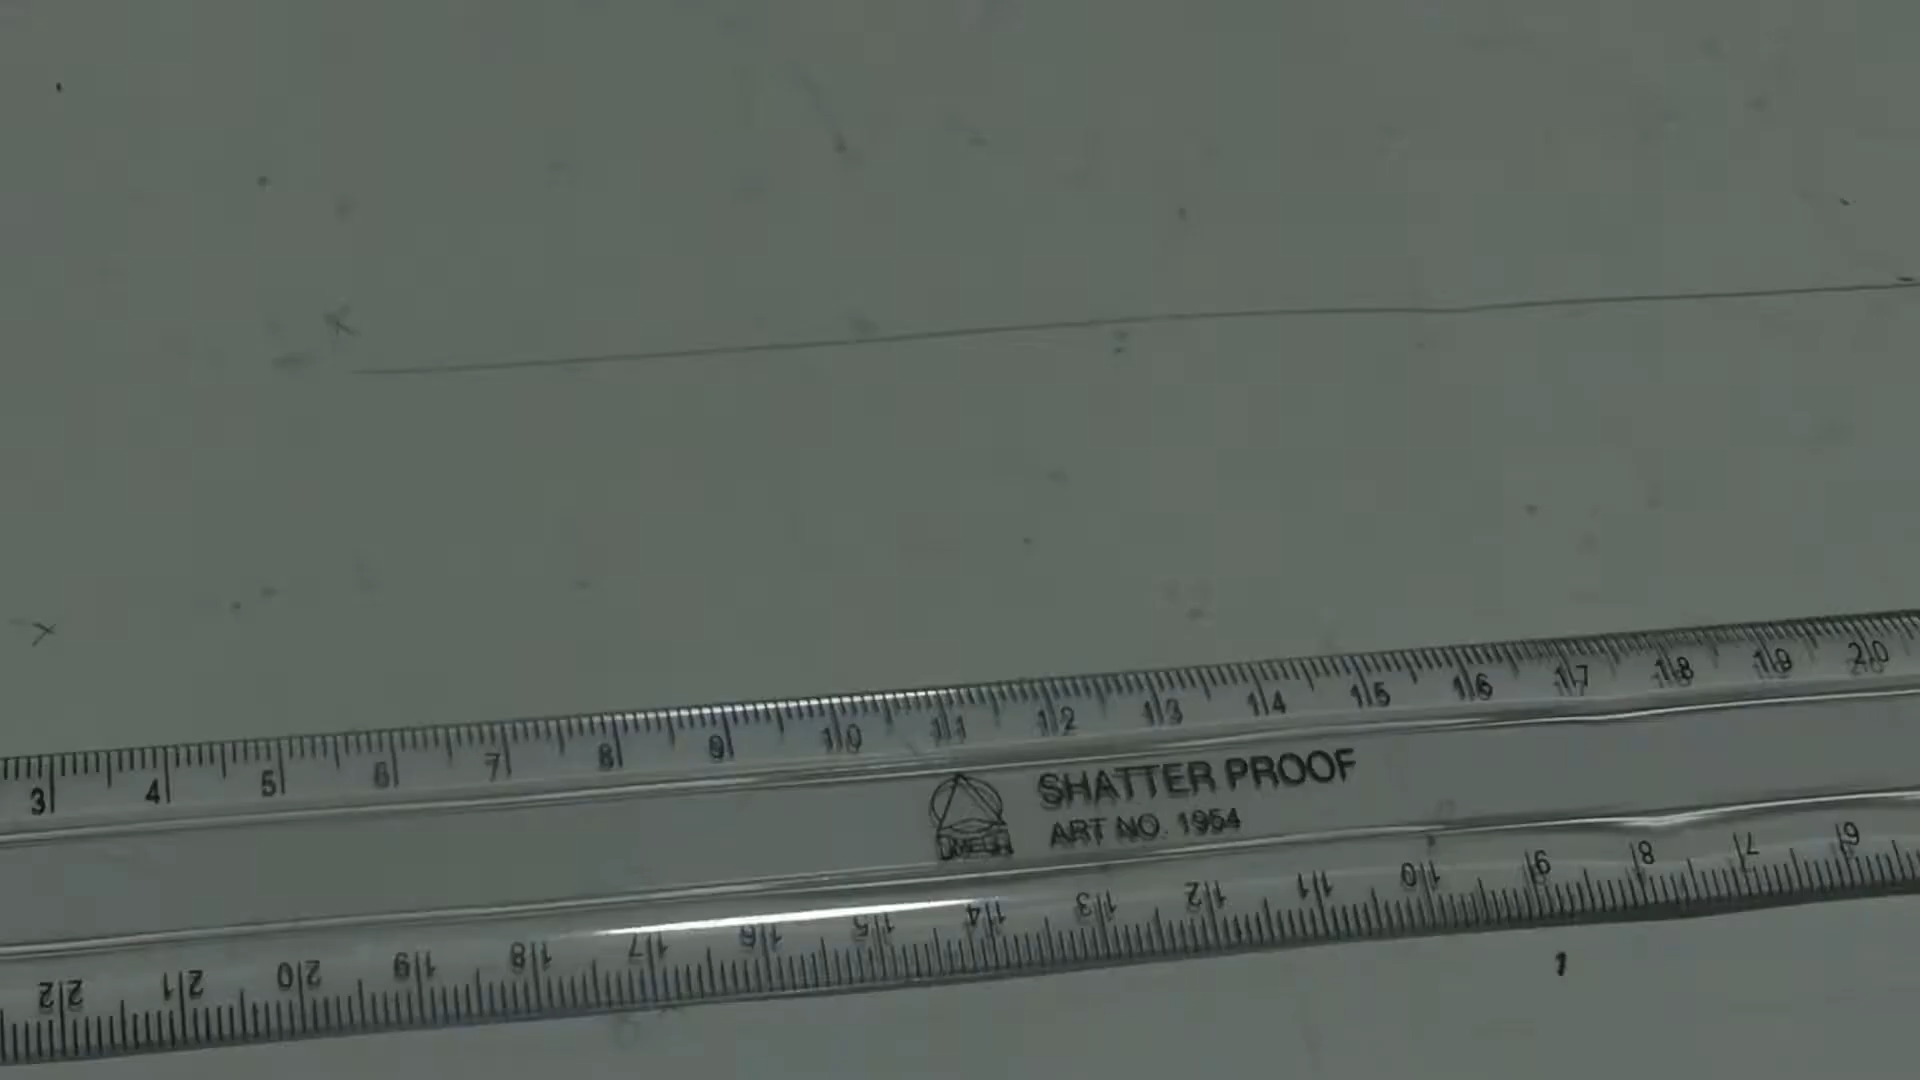 3 4 5 6 7 8 9 10 11 12 13 14 15 16 17 18 19 20
SHATTER PROOF
ART NO. 1954
OMEGA
22 21 20 19 18 17 16 15 14 13 12 11 10 9 8 7 6